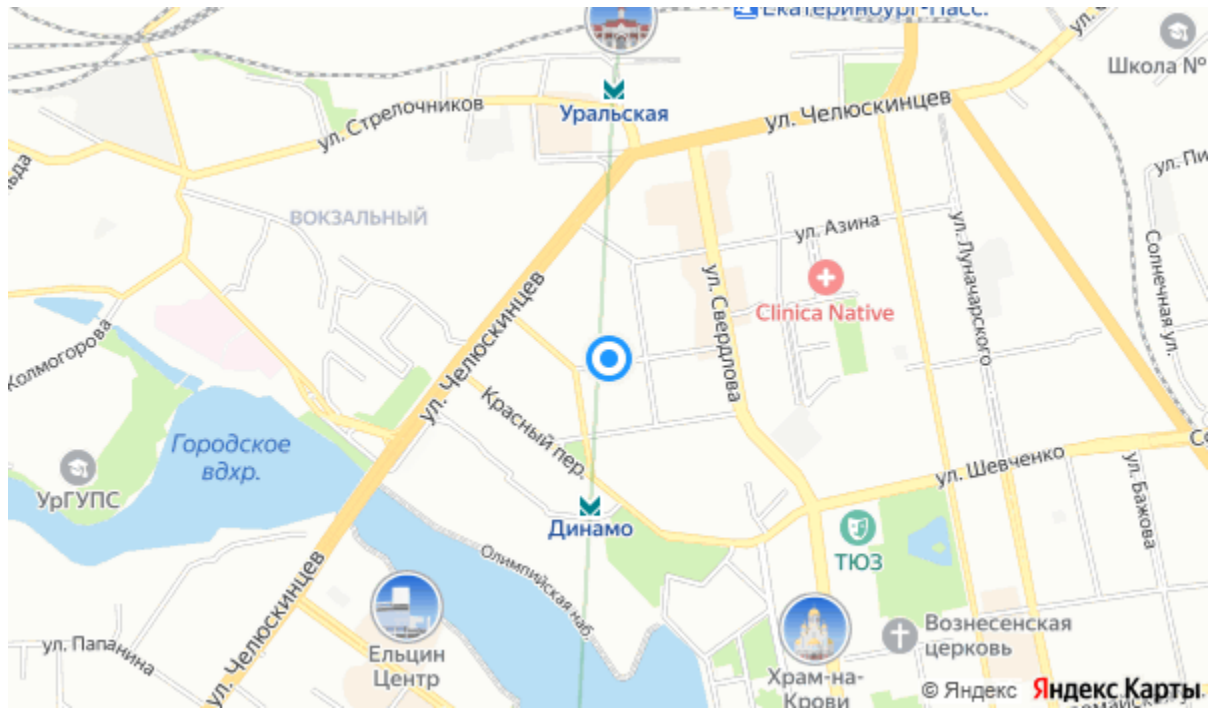 Екатеринбург-Пасс.
Школа №
Уральская
ул. Стрелочников
ул. Челюскинцев
ул. Пи
ВОКЗАЛЬНЫЙ
ул. Азина
ул. Луначарского
Солнечная ул.
Clinica Native
ул. Свердлова
ул. Челюскинцев
Колмогорова
Красный пер.
Городское
вдхр.
УрГУПС
ул. Шевченко
ул. Бажова
Динамо
ТЮЗ
Олимпийская наб.
ул. Челюскинцев
ул. Папанина
Ельцин
Центр
Вознесенская
церковь
Храм-на-
Крови
© Яндекс Яндекс Карты